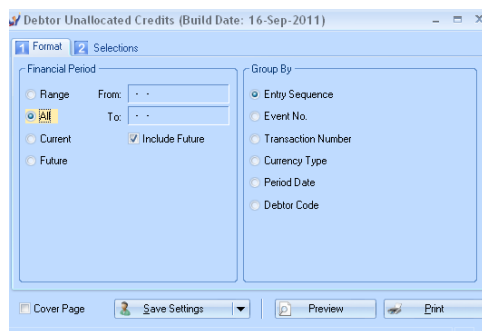 Debtor Unallocated Credits (Build Date: 16-Sep-2011)
1 Format 2 Selections
Financial Period
Range From: - -
All To: - -
Current Include Future
Future
Group By
Entry Sequence
Event No.
Transaction Number
Currency Type
Period Date
Debtor Code
Cover Page Save Settings Preview Print